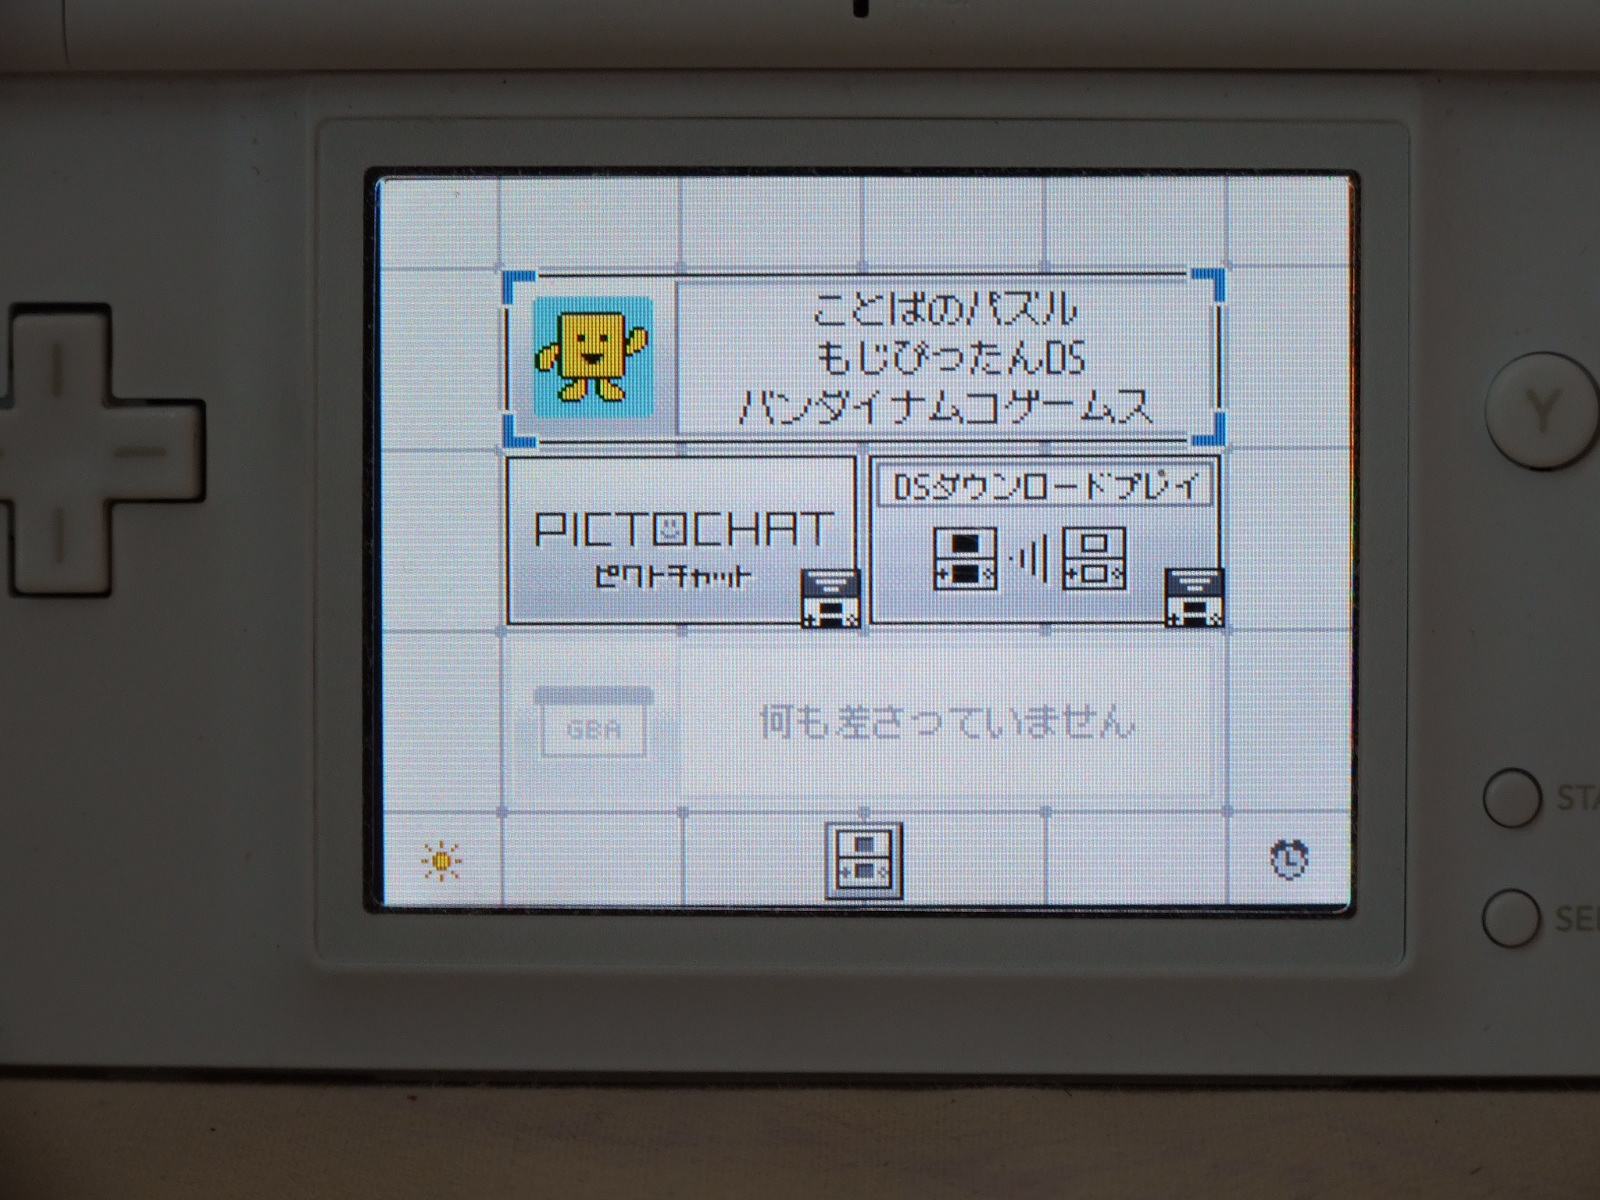 ことばのパズル
もじぴったんDS
バンダイナムコゲームス
PICTOCHAT
ピクトチャット
DSダウンロードプレイ
GBA
何も差さっていません
Y
STA
SEL